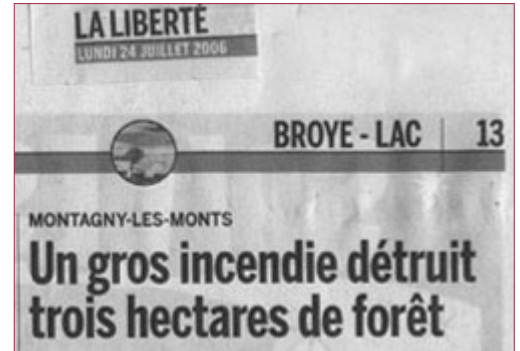 LA LIBERTÉ
LUNDI 24 JUILLET 2006
BROYE - LAC 13
MONTAGNY-LES-MONTS
Un gros incendie détruit
trois hectares de forêt